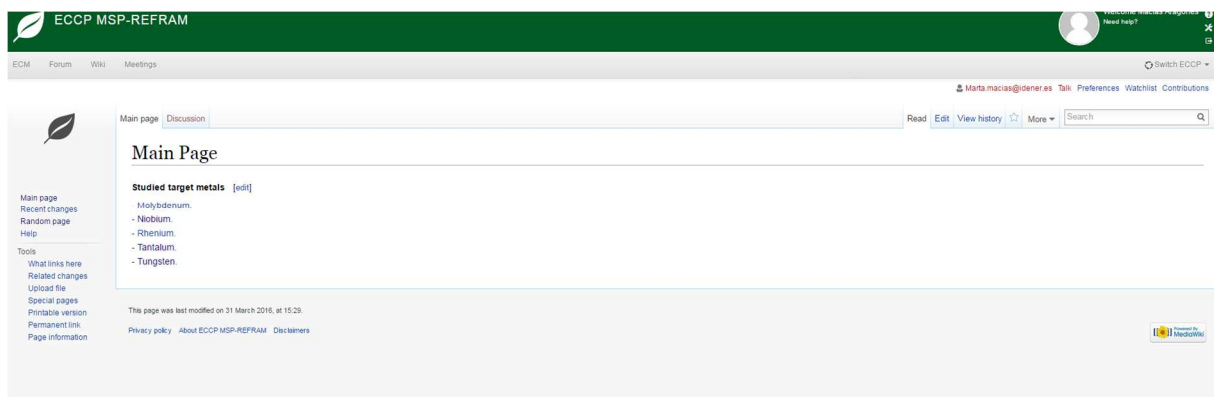 ECCP MSP-REFRAM
Welcome Macías Aragonés
Need help?
ECM Forum Wiki Meetings
Switch ECCP
Marta.macias@idener.es Talk Preferences Watchlist Contributions
Main page Discussion
Read Edit View history More Search
Main Page
Studied target metals [edit]
- Molybdenum.
- Niobium.
- Rhenium.
- Tantalum.
- Tungsten.
Main page
Recent changes
Random page
Help
Tools
What links here
Related changes
Upload file
Special pages
Printable version
Permanent link
Page information
This page was last modified on 31 March 2016, at 15:29.
Privacy policy About ECCP MSP-REFRAM Disclaimers
Powered By
MediaWiki